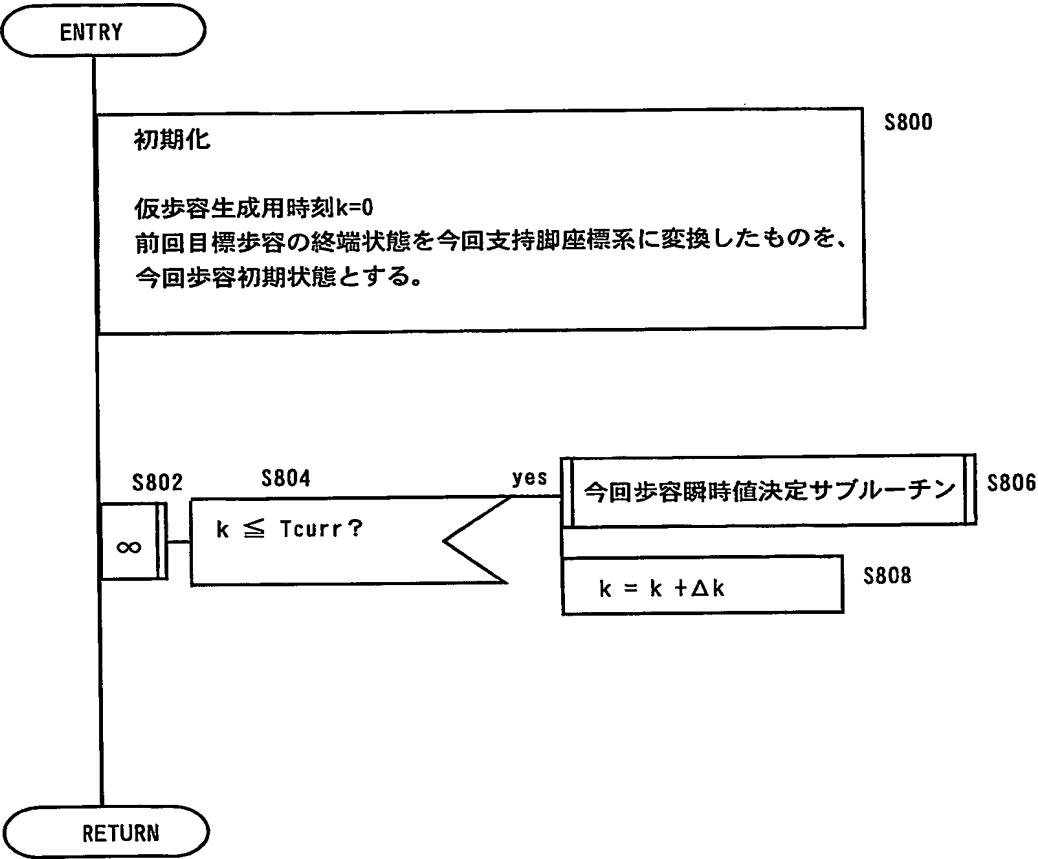 ENTRY
S800
初期化
仮歩容生成用時刻k=0
前回目標歩容の終端状態を今回支持脚座標系に変換したものを、
今回歩容初期状態とする。
S802
S804
yes
今回歩容瞬時値決定サブルーチン
S806
∞
k ≦ Tcurr?
k = k +Δk
S808
RETURN